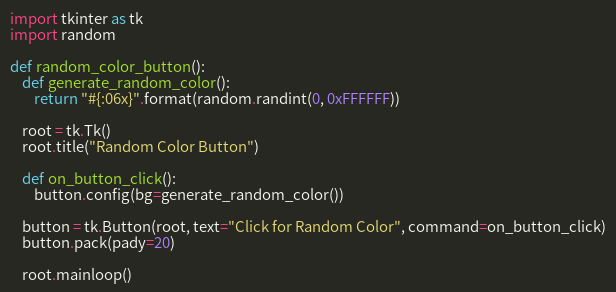 import tkinter as tk
import random

def random_color_button():
    def generate_random_color():
        return "#{:06x}".format(random.randint(0, 0xFFFFFF))

    root = tk.Tk()
    root.title("Random Color Button")

    def on_button_click():
        button.config(bg=generate_random_color())

    button = tk.Button(root, text="Click for Random Color", command=on_button_click)
    button.pack(pady=20)

    root.mainloop()